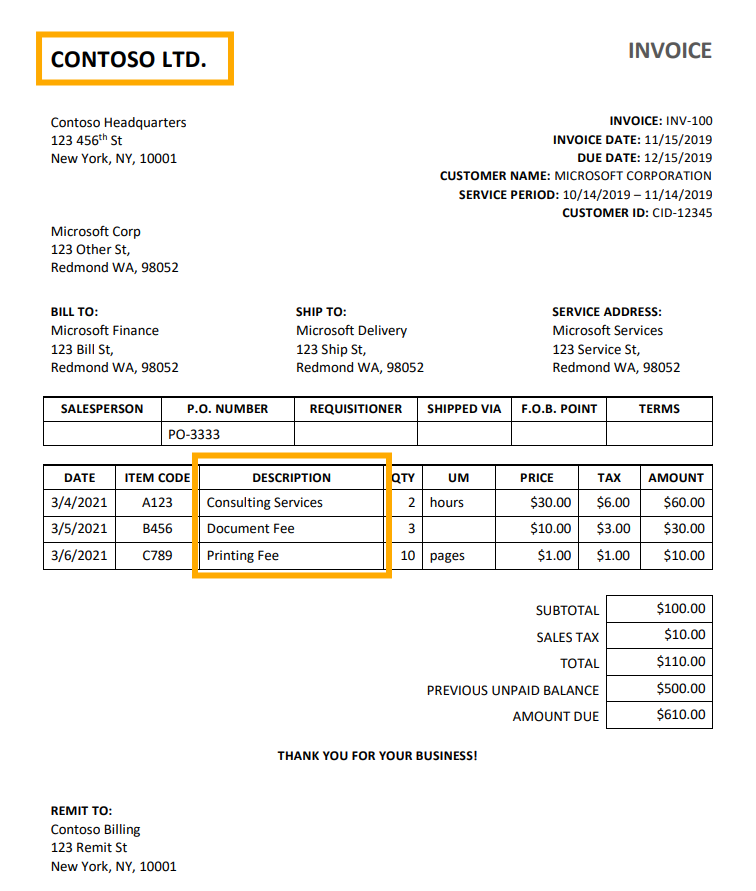 CONTOSO LTD.
INVOICE
Contoso Headquarters
123 456th St
New York, NY, 10001
INVOICE: INV-100
INVOICE DATE: 11/15/2019
DUE DATE: 12/15/2019
CUSTOMER NAME: MICROSOFT CORPORATION
SERVICE PERIOD: 10/14/2019 – 11/14/2019
CUSTOMER ID: CID-12345
Microsoft Corp
123 Other St,
Redmond WA, 98052
BILL TO:
Microsoft Finance
123 Bill St,
Redmond WA, 98052
SHIP TO:
Microsoft Delivery
123 Ship St,
Redmond WA, 98052
SERVICE ADDRESS:
Microsoft Services
123 Service St,
Redmond WA, 98052
SALESPERSON P.O. NUMBER REQUISITIONER SHIPPED VIA F.O.B. POINT TERMS
PO-3333
DATE ITEM CODE DESCRIPTION QTY UM PRICE TAX AMOUNT
3/4/2021 A123 Consulting Services 2 hours $30.00 $6.00 $60.00
3/5/2021 B456 Document Fee 3 $10.00 $3.00 $30.00
3/6/2021 C789 Printing Fee 10 pages $1.00 $1.00 $10.00
SUBTOTAL $100.00
SALES TAX $10.00
TOTAL $110.00
PREVIOUS UNPAID BALANCE $500.00
AMOUNT DUE $610.00
THANK YOU FOR YOUR BUSINESS!
REMIT TO:
Contoso Billing
123 Remit St
New York, NY, 10001